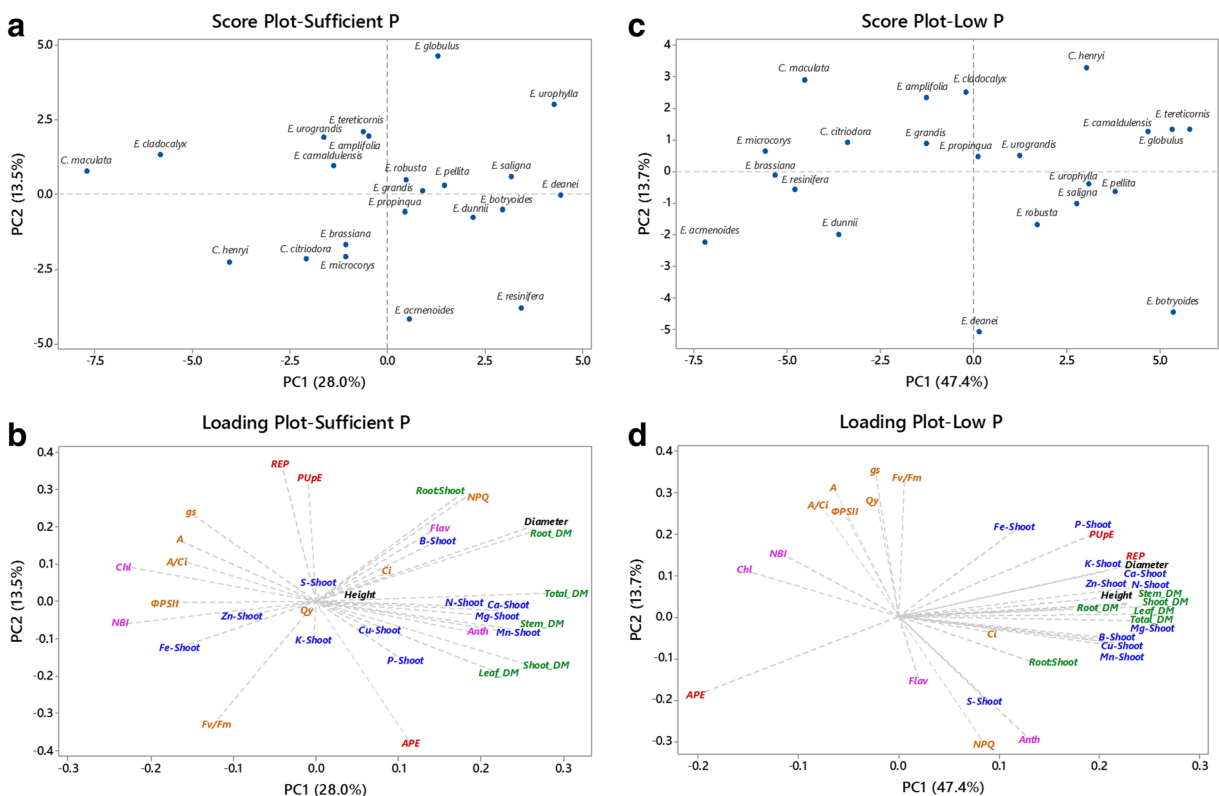 a
Score Plot-Sufficient P
PC2 (13.5%)
5.0
2.5
0.0
-2.5
-5.0
E. globulus
E. urophylla
E. tereticornis
E. urograndis
E. amplifolia
E. cladocalyx
E. camaldulensis
C. maculata
E. robusta
E. pellita
E. saligna
E. grandis
E. deanei
E. propinqua
E. dunnii
E. botryoides
E. brassiana
C. henryi
C. citriodora
E. microcorys
E. resinifera
E. acmenoides
-7.5
-5.0
-2.5
0.0
2.5
5.0
PC1 (28.0%)
c
Score Plot-Low P
PC2 (13.7%)
4
3
2
1
0
-1
-2
-3
-4
-5
C. henryi
C. maculata
E. cladocalyx
E. amplifolia
E. tereticornis
E. camaldulensis
E. microcorys
C. citriodora
E. grandis
E. globulus
E. propinqua
E. urograndis
E. brassiana
E. resinifera
E. urophylla
E. pellita
E. saligna
E. dunnii
E. robusta
E. acmenoides
E. botryoides
E. deanei
-7.5
-5.0
-2.5
0.0
2.5
5.0
PC1 (47.4%)
b
Loading Plot-Sufficient P
PC2 (13.5%)
0.4
0.3
0.2
0.1
0.0
-0.1
0.2
0.3
-0.4
REP
PUpE
Root:Shoot
NPQ
gs
Diameter
Flav
Root_DM
A
B-Shoot
A/Ci
Chl
Ci
S-Shoot
Height
Total_DM
ΦPSII
Qy
N-Shoot
Ca-Shoot
Zn-Shoot
Mg-Shoot
NBI
Stem_DM
Cu-Shoot
Anth
Mn-Shoot
K-Shoot
Fe-Shoot
P-Shoot
Shoot_DM
Leaf_DM
Fv/Fm
APE
-0.3
-0.2
-0.1
0.0
0.1
0.2
0.3
PC1 (28.0%)
d
Loading Plot-Low P
PC2 (13.7%)
0.4
0.3
0.2
0.1
0.0
-0.1
-0.2
-0.3
gs
Fv/Fm
A
Qy
A/Ci
ΦPSII
Fe-Shoot
P-Shoot
PUpE
NBI
REP
K-Shoot
Diameter
Chl
Ca-Shoot
Zn-Shoot
N-Shoot
Height
Stem_DM
Shoot_DM
Root_DM
Leaf_DM
Total_DM
Mg-Shoot
Ci
B-Shoot
Cu-Shoot
Mn-Shoot
Root:Shoot
Flav
APE
S-Shoot
NPQ
Anth
-0.2
-0.1
0.0
0.1
0.2
0.3
PC1 (47.4%)